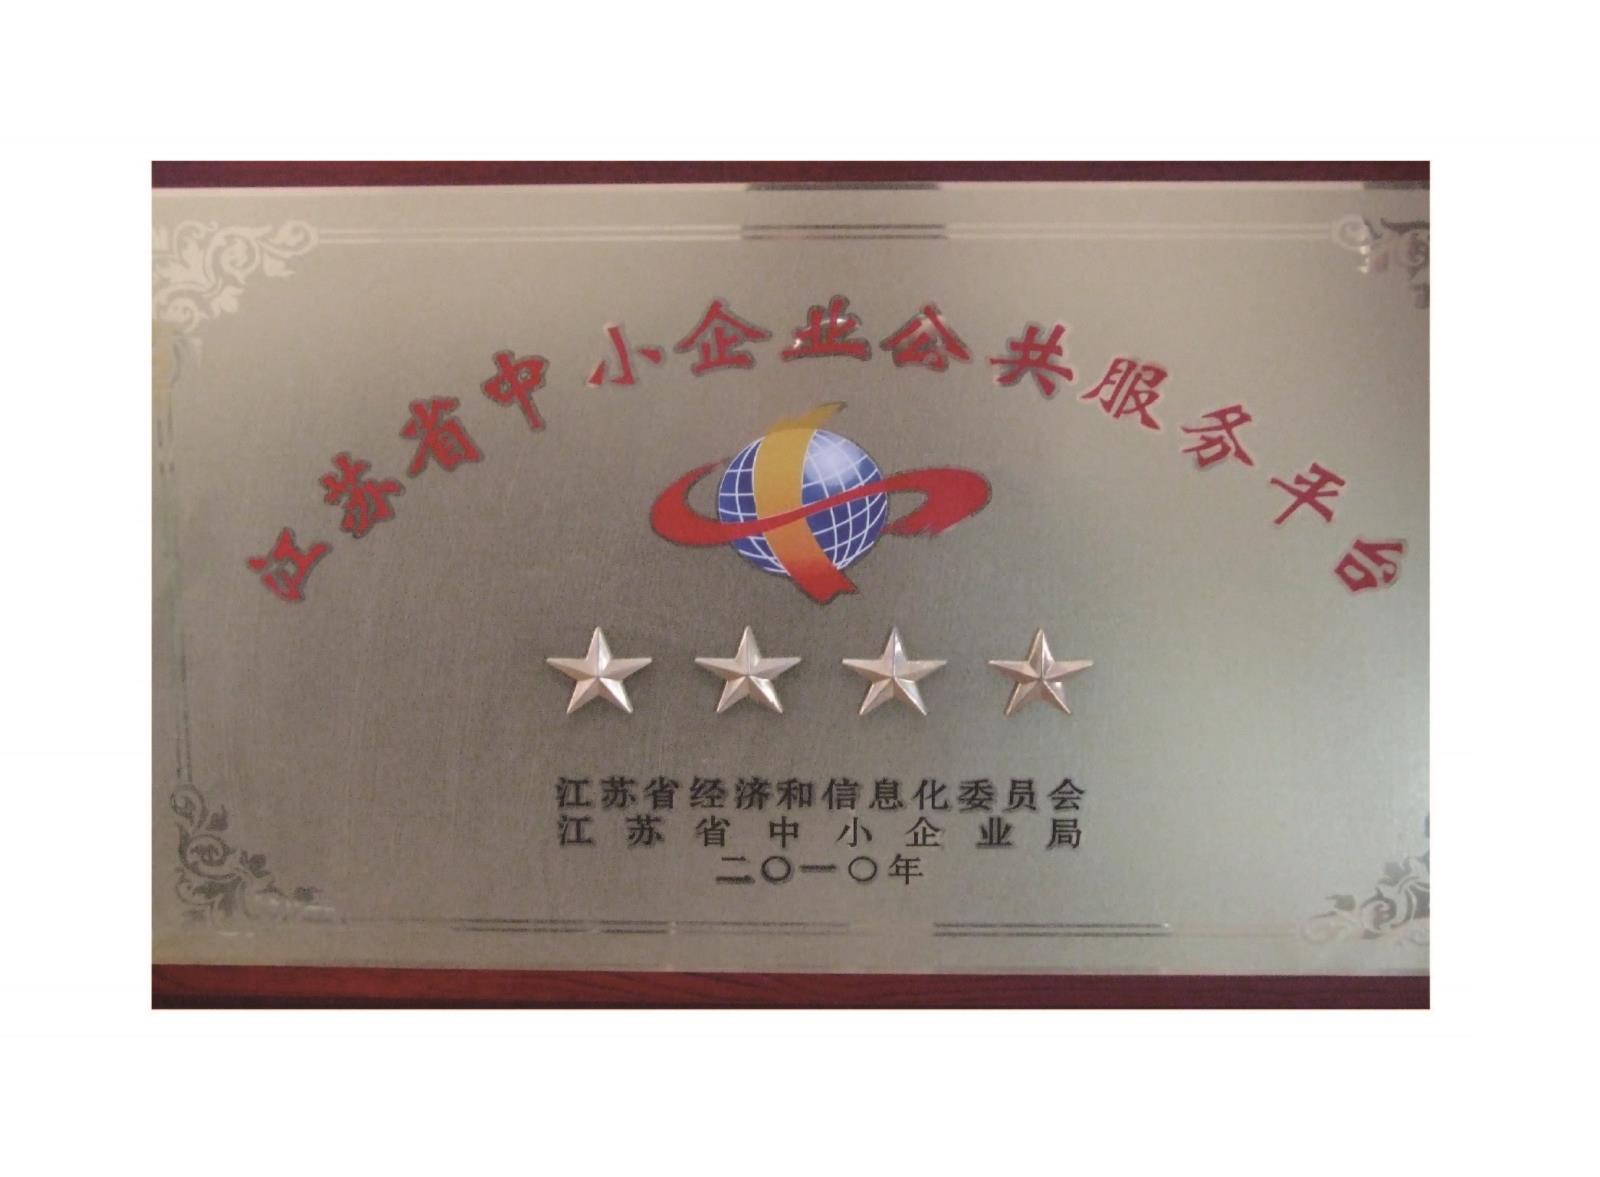 江苏省中小企业公共服务平台
江苏省经济和信息化委员会
江苏省中小企业局
二〇一〇年